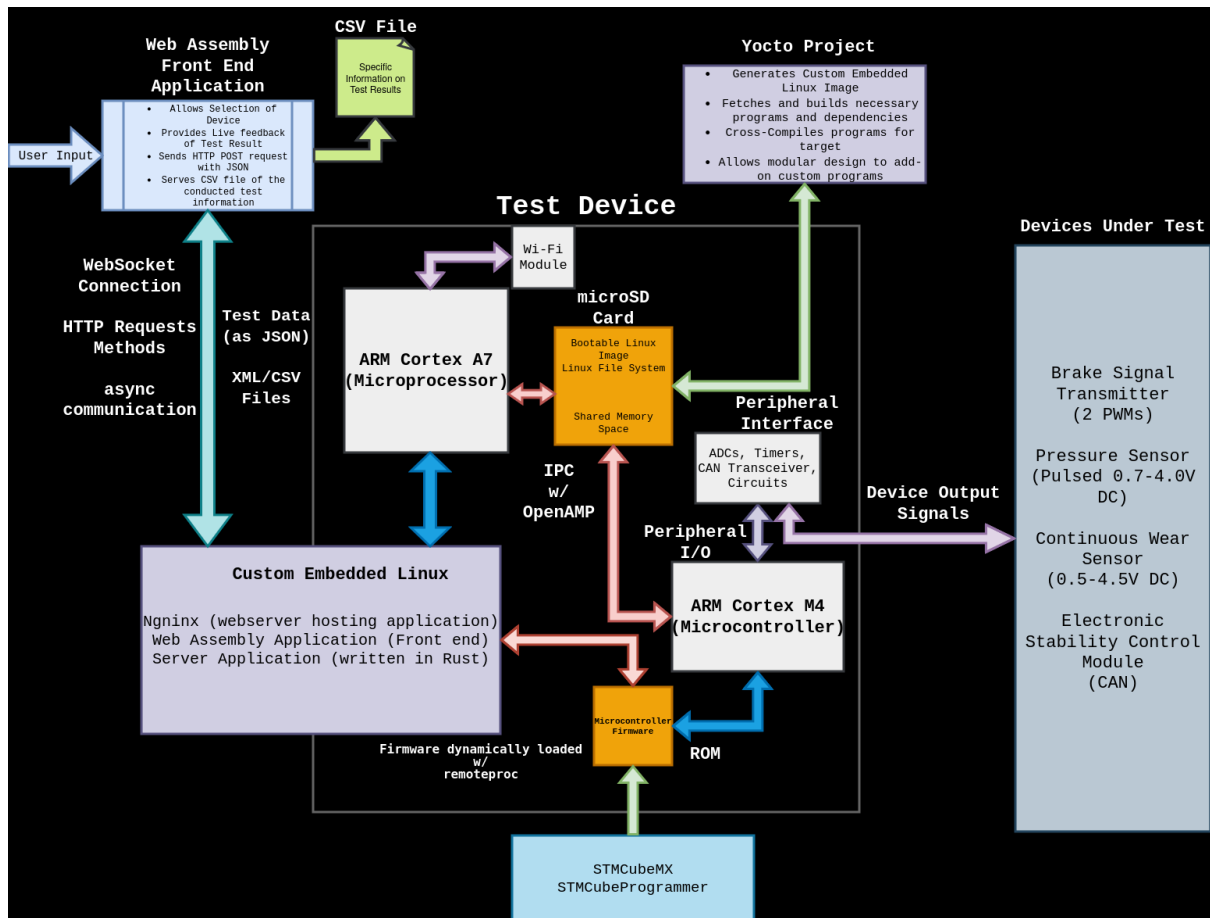 CSV File
Specific
Information on
Test Results
Web Assembly
Front End
Application
• Allows Selection of
Device
• Provides Live feedback
of Test Result
• Sends HTTP POST request
with JSON
• Serves CSV file of the
conducted test
information
User Input
Yocto Project
• Generates Custom Embedded
Linux Image
• Fetches and builds necessary
programs and dependencies
• Cross-Compiles programs for
target
• Allows modular design to add-
on custom programs
Test Device
Wi-Fi
Module
WebSocket
Connection
HTTP Requests
Methods
async
communication
Test Data
(as JSON)
XML/CSV
Files
ARM Cortex A7
(Microprocessor)
microSD
Card
Bootable Linux
Image
Linux File System
Shared Memory
Space
IPC
w/
OpenAMP
Peripheral
Interface
ADCs, Timers,
CAN Transceiver,
Circuits
Peripheral
I/O
Device Output
Signals
ARM Cortex M4
(Microcontroller)
Devices Under Test
Brake Signal
Transmitter
(2 PWMs)
Pressure Sensor
(Pulsed 0.7-4.0V
DC)
Continuous Wear
Sensor
(0.5-4.5V DC)
Electronic
Stability Control
Module
(CAN)
Custom Embedded Linux
Ngninx (webserver hosting application)
Web Assembly Application (Front end)
Server Application (written in Rust)
Microcontroller
Firmware
ROM
Firmware dynamically loaded
w/
remoteproc
STMCubeMX
STMCubeProgrammer